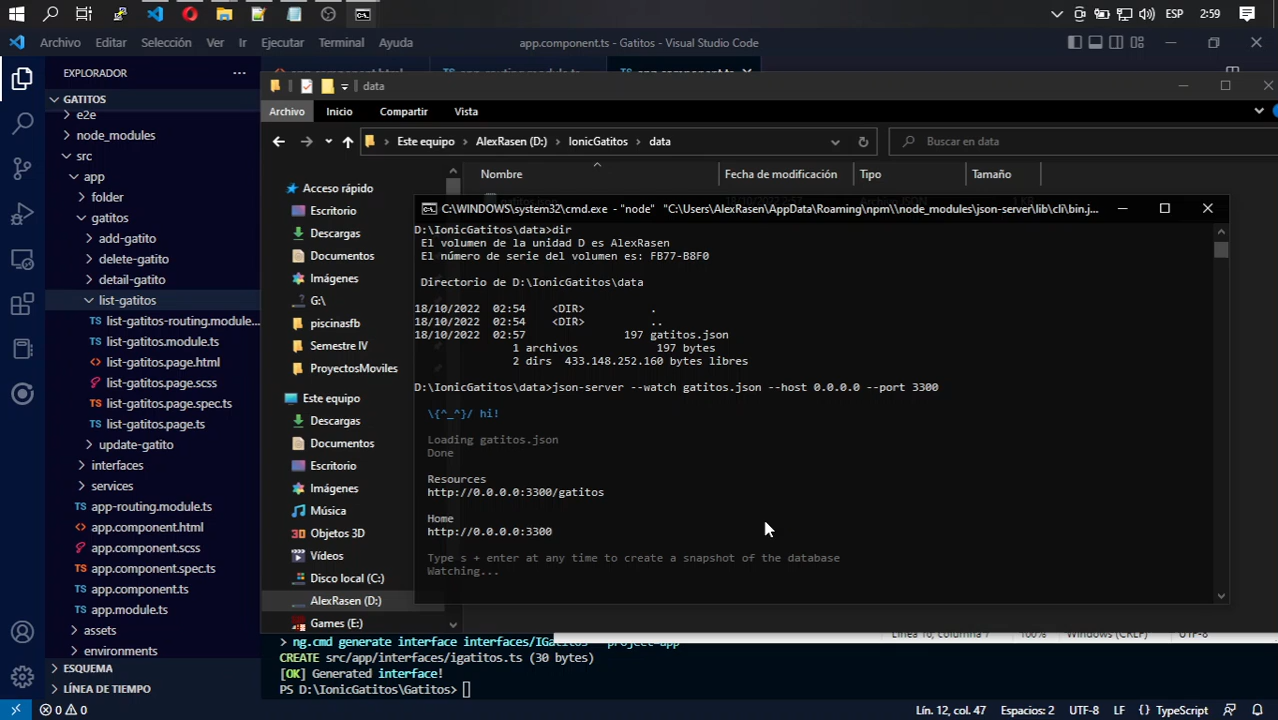 ESP
2:59
Archivo Editar Selección Ver Ir Ejecutar Terminal Ayuda
app.component.ts - Gatitos - Visual Studio Code
EXPLORADOR
GATITOS
e2e
node_modules
src
app
folder
gatitos
add-gatito
delete-gatito
detail-gatito
list-gatitos
list-gatitos-routing.module...
list-gatitos.module.ts
list-gatitos.page.html
list-gatitos.page.scss
list-gatitos.page.spec.ts
list-gatitos.page.ts
update-gatito
interfaces
services
app-routing.module.ts
app.component.html
app.component.scss
app.component.spec.ts
app.component.ts
app.module.ts
assets
environments
ESQUEMA
LÍNEA DE TIEMPO
data
Archivo Inicio Compartir Vista
Este equipo AlexRasen (D:) IonicGatitos data
Buscar en data
Nombre Fecha de modificación Tipo Tamaño
Acceso rápido
Escritorio
Descargas
Documentos
Imágenes
G:\
piscinasfb
Semestre IV
ProyectosMoviles
Este equipo
Descargas
Documentos
Escritorio
Imágenes
Música
Objetos 3D
Vídeos
Disco local (C:)
AlexRasen (D:)
Games (E:)
C:\WINDOWS\system32\cmd.exe - "node" "C:\Users\AlexRasen\AppData\Roaming\npm\\node_modules\json-server\lib\cli\bin.j...
D:\IonicGatitos\data>dir
El volumen de la unidad D es AlexRasen
El número de serie del volumen es: FB77-B8F0
Directorio de D:\IonicGatitos\data
18/10/2022 02:54 <DIR> .
18/10/2022 02:54 <DIR> ..
18/10/2022 02:57 197 gatitos.json
1 archivos 197 bytes
2 dirs 433.148.252.160 bytes libres
D:\IonicGatitos\data>json-server --watch gatitos.json --host 0.0.0.0 --port 3300
\{^_^}/ hi!
Loading gatitos.json
Done
Resources
http://0.0.0.0:3300/gatitos
Home
http://0.0.0.0:3300
Type s + enter at any time to create a snapshot of the database
Watching...
> ng.cmd generate interface interfaces/IGatitos --project=app
CREATE src/app/interfaces/igatitos.ts (30 bytes)
[OK] Generated interface!
PS D:\IonicGatitos\Gatitos>
100% Windows (CRLF) UTF-8
0 0
Lín. 12, col. 47 Espacios: 2 UTF-8 LF {} TypeScript